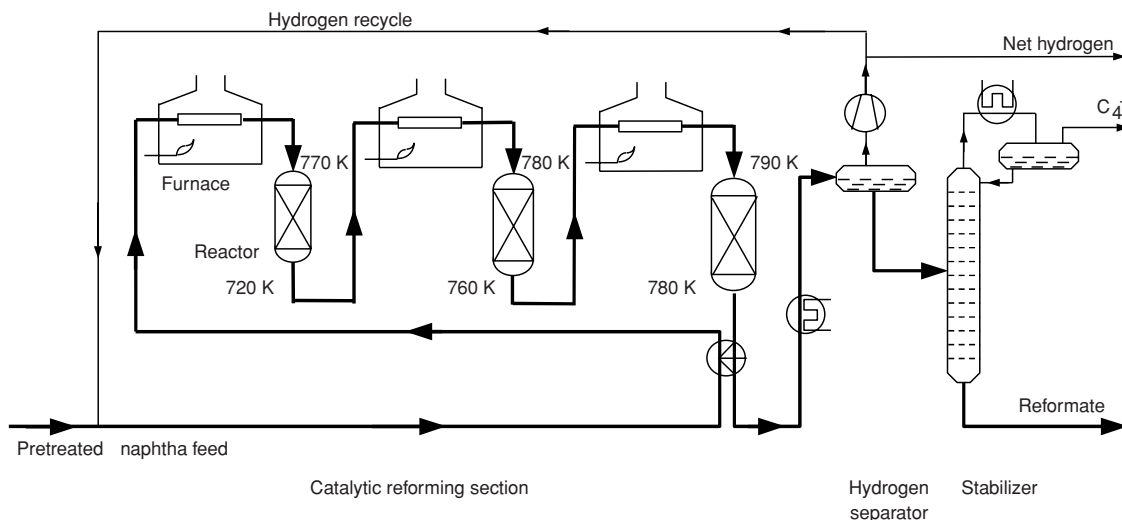 Hydrogen recycle
Net hydrogen
C4-
770 K
780 K
790 K
Furnace
Reactor
720 K
760 K
780 K
Reformate
Pretreated naphtha feed
Catalytic reforming section
Hydrogen
separator
Stabilizer